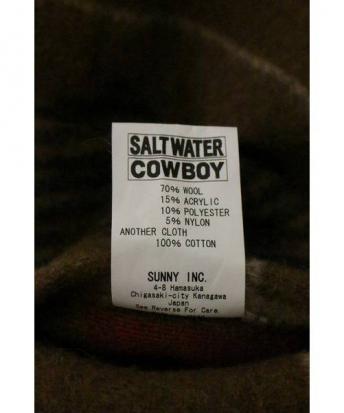 SALTWATER
COWBOY
70% WOOL
15% ACRYLIC
10% POLYESTER
5% NYLON
ANOTHER CLOTH
100% COTTON
SUNNY INC.
4-8 Hamasuka
Chigasaki-city Kanagawa
Japan
See Reverse For Care.